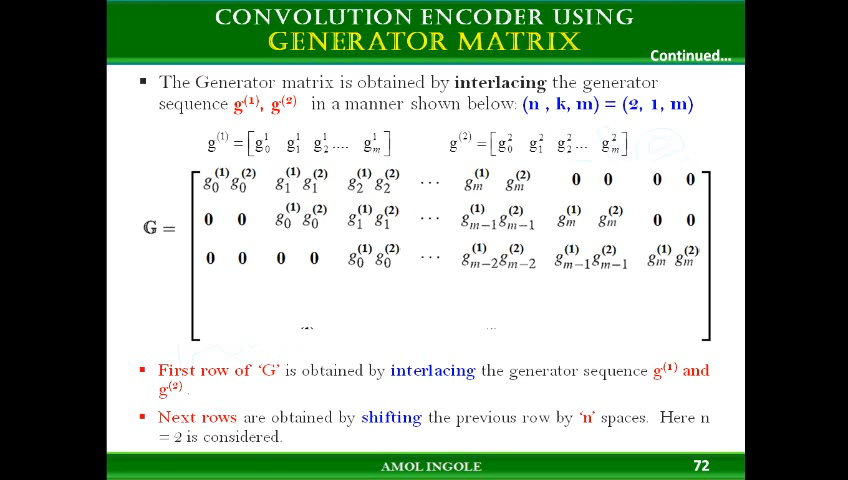 CONVOLUTION ENCODER USING
GENERATOR MATRIX
Continued...
▪ The Generator matrix is obtained by interlacing the generator
sequence g⁽¹⁾, g⁽²⁾ in a manner shown below: (n , k, m) = (2, 1, m)
g⁽¹⁾ = [g₀¹ g₁¹ g₂¹ .... gₘ¹] g⁽²⁾ = [g₀² g₁² g₂² ... gₘ²]
g₀⁽¹⁾g₀⁽²⁾ g₁⁽¹⁾g₁⁽²⁾ g₂⁽¹⁾g₂⁽²⁾ ⋯ gₘ⁽¹⁾ gₘ⁽²⁾ 0 0 0 0
𝔾 = 0 0 g₀⁽¹⁾g₀⁽²⁾ g₁⁽¹⁾g₁⁽²⁾ ⋯ gₘ₋₁⁽¹⁾gₘ₋₁⁽²⁾ gₘ⁽¹⁾ gₘ⁽²⁾ 0 0
0 0 0 0 g₀⁽¹⁾g₀⁽²⁾ ⋯ gₘ₋₂⁽¹⁾gₘ₋₂⁽²⁾ gₘ₋₁⁽¹⁾gₘ₋₁⁽²⁾ gₘ⁽¹⁾ gₘ⁽²⁾
▪ First row of ‘G’ is obtained by interlacing the generator sequence g⁽¹⁾ and
g⁽²⁾ .
▪ Next rows are obtained by shifting the previous row by ‘n’ spaces. Here n
= 2 is considered.
AMOL INGOLE
72